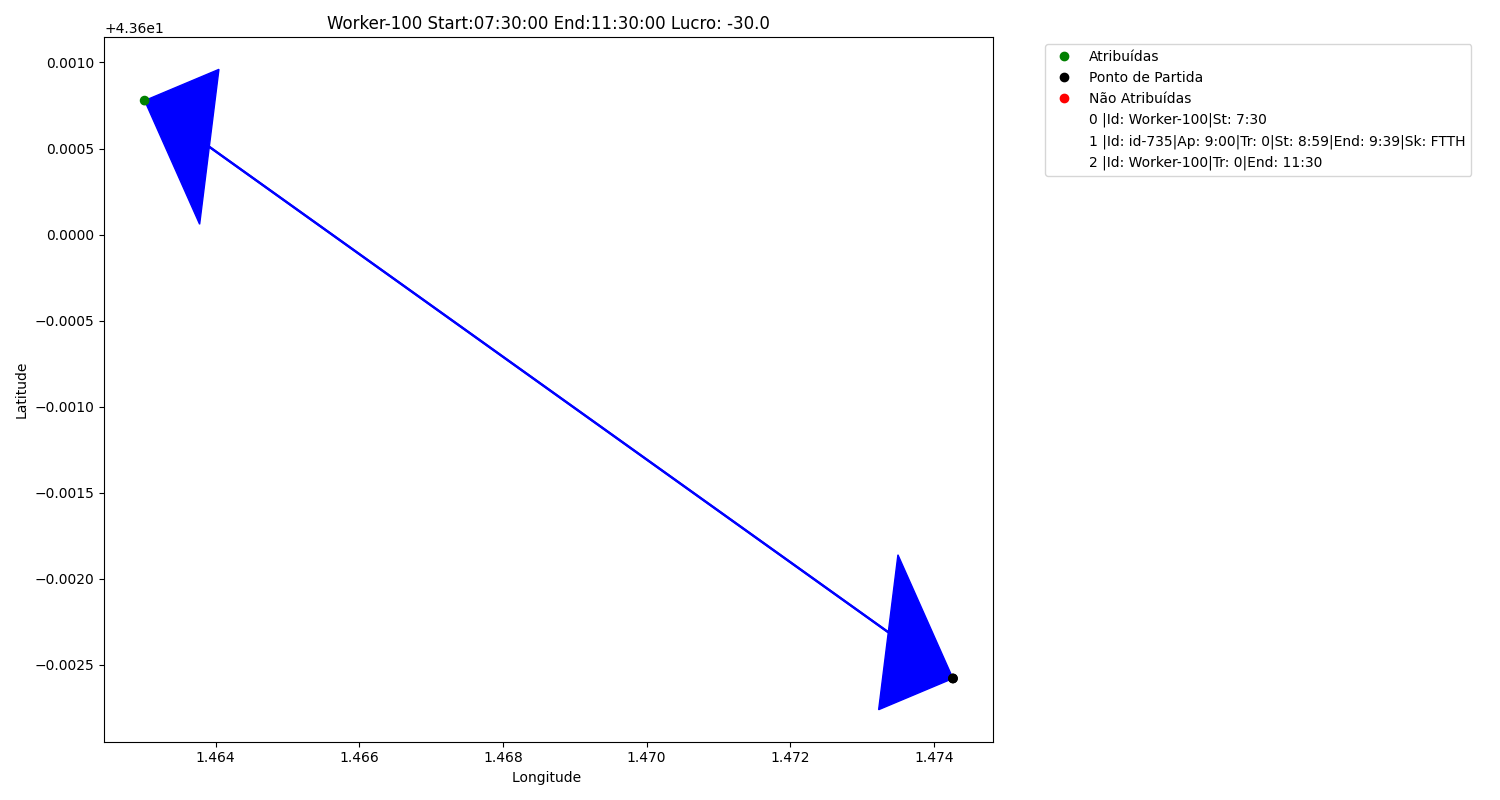 Worker-100 Start:07:30:00 End:11:30:00 Lucro: -30.0
+4.36e1
0.0010
0.0005
0.0000
−0.0005
−0.0010
−0.0015
−0.0020
−0.0025
Latitude
1.464
1.466
1.468
1.470
1.472
1.474
Longitude
Atribuídas
Ponto de Partida
Não Atribuídas
0 |Id: Worker-100|St: 7:30
1 |Id: id-735|Ap: 9:00|Tr: 0|St: 8:59|End: 9:39|Sk: FTTH
2 |Id: Worker-100|Tr: 0|End: 11:30